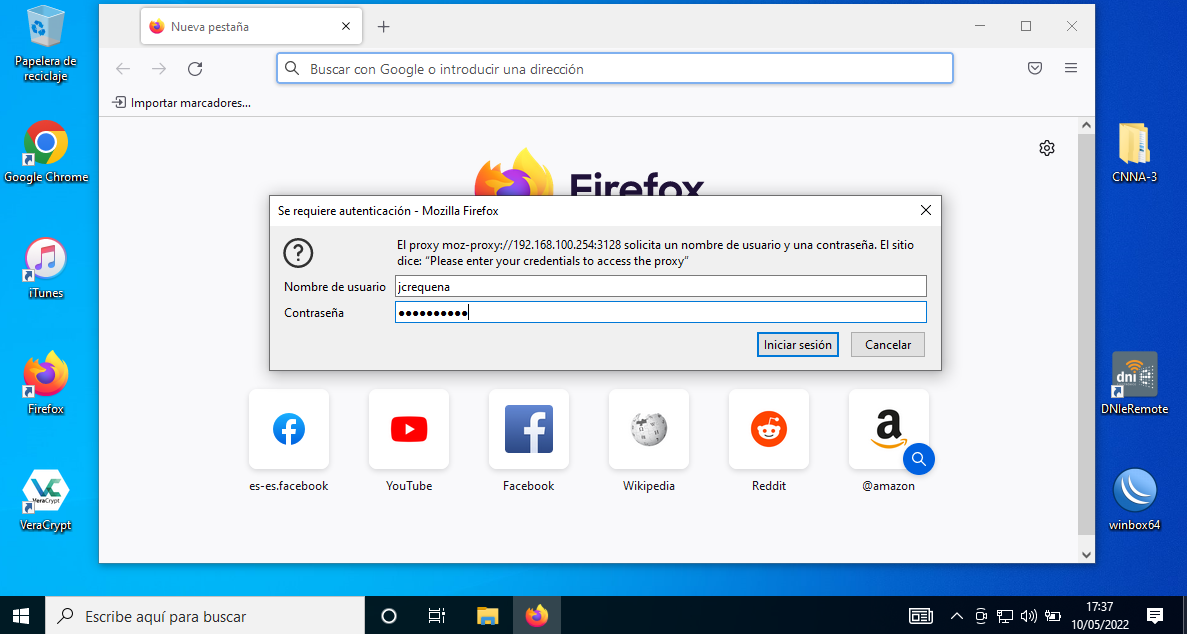 Papelera de
reciclaje
Google Chrome
iTunes
Firefox
VeraCrypt
VeraCrypt
Nueva pestaña
Buscar con Google o introducir una dirección
Importar marcadores...
Firefox
Se requiere autenticación - Mozilla Firefox
El proxy moz-proxy://192.168.100.254:3128 solicita un nombre de usuario y una contraseña. El sitio
dice: “Please enter your credentials to access the proxy”
Nombre de usuario
jcrequena
Contraseña
••••••••••
Iniciar sesión
Cancelar
es-es.facebook
YouTube
Facebook
Wikipedia
Reddit
@amazon
CNNA-3
dni
DNIeRemote
winbox64
Escribe aquí para buscar
17:37
10/05/2022